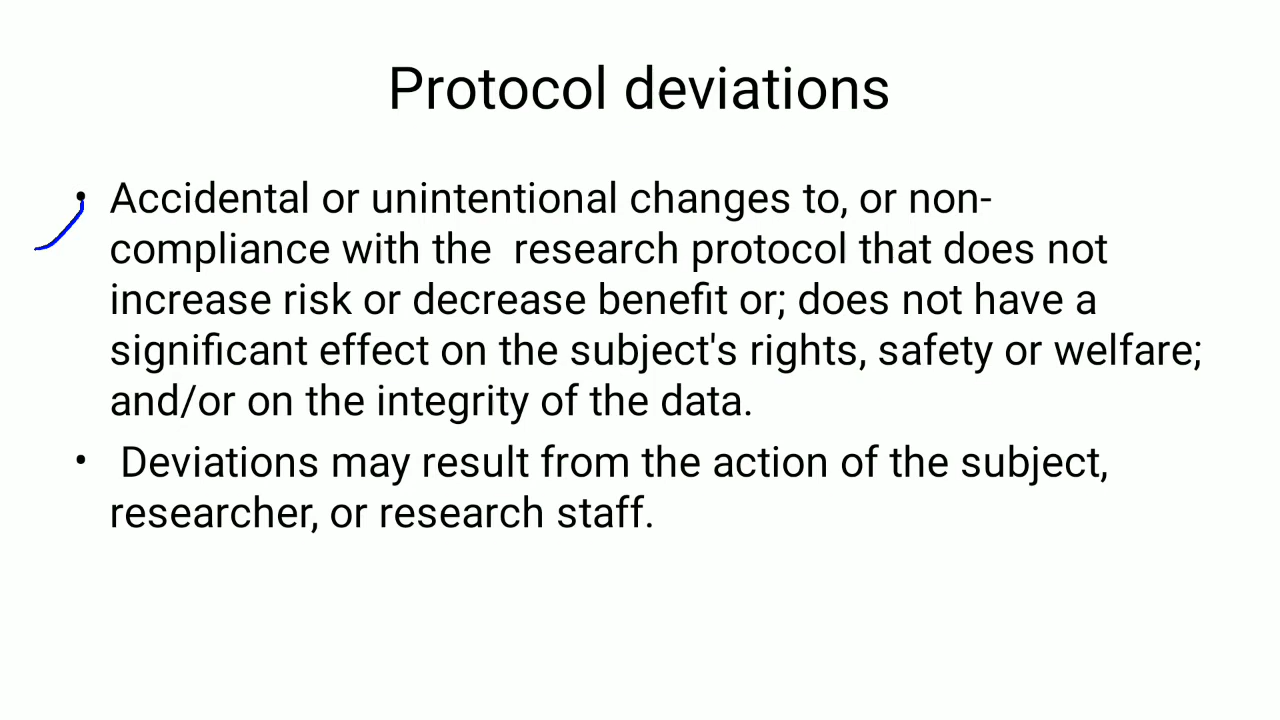 Protocol deviations
• Accidental or unintentional changes to, or non-
compliance with the  research protocol that does not
increase risk or decrease benefit or; does not have a
significant effect on the subject's rights, safety or welfare;
and/or on the integrity of the data.
•  Deviations may result from the action of the subject,
researcher, or research staff.